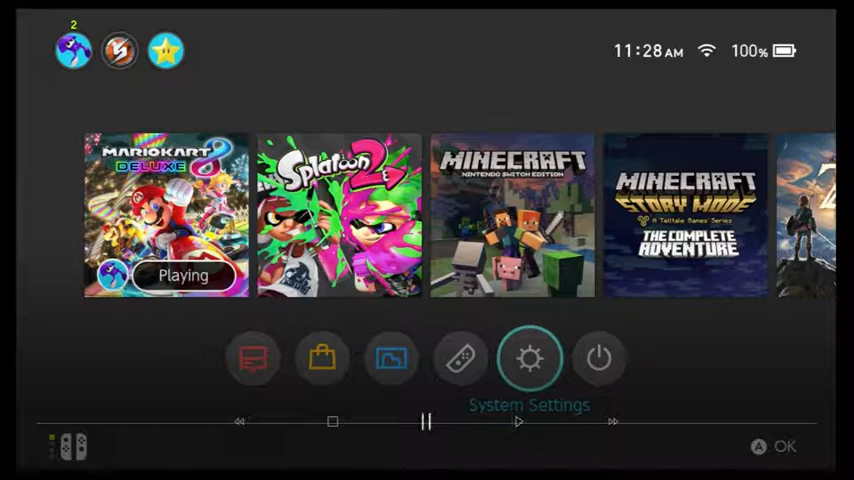 2
11:28 AM
100%
MARIOKART 8
DELUXE
Playing
Splatoon 2
MINECRAFT
NINTENDO SWITCH EDITION
MINECRAFT
STORY MODE
A Telltale Games Series
THE COMPLETE
ADVENTURE
System Settings
A OK